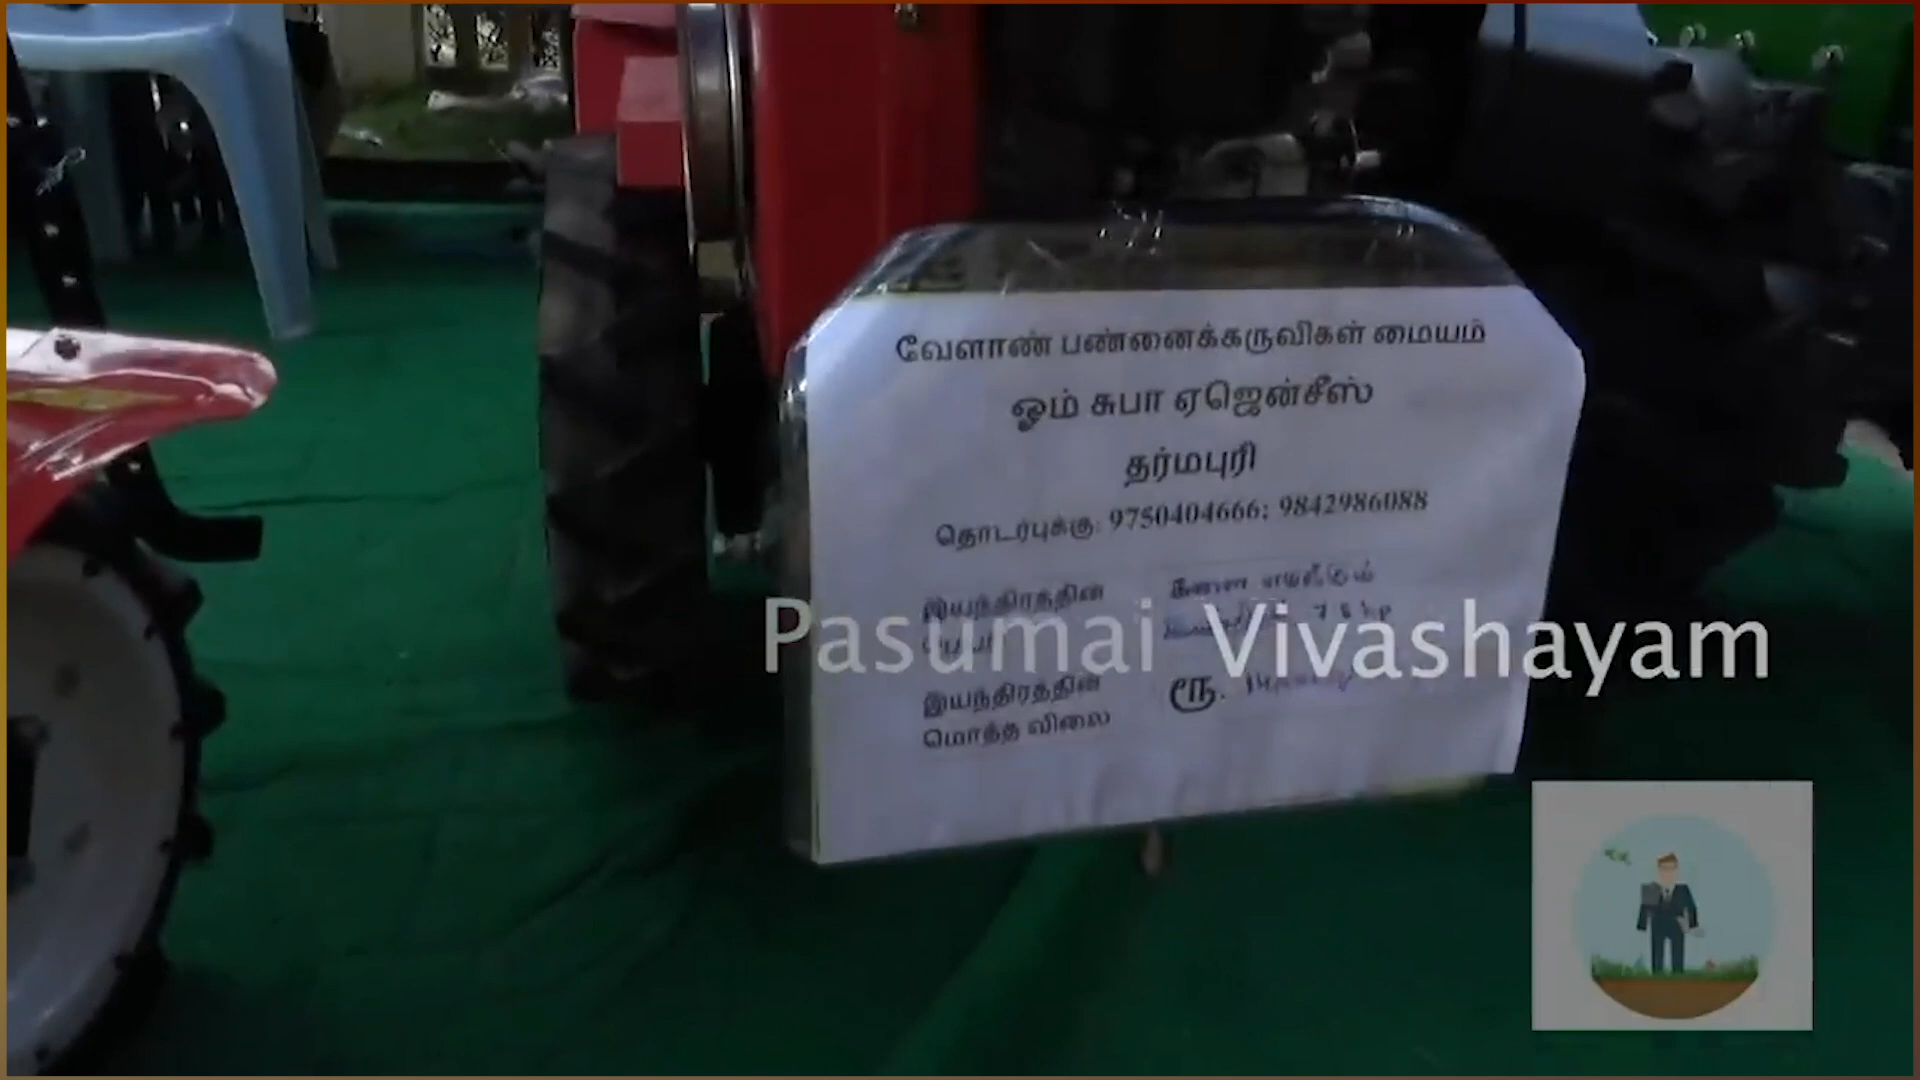 வேளாண் பண்ணைக்கருவிகள் மையம்
ஓம் சுபா ஏஜென்சீஸ்
தர்மபுரி
தொடர்புக்கு: 9750404666; 9842986088
இயந்திரத்தின்
Pasumai Vivashayam
இயந்திரத்தின் ரூ.
மொத்த விலை